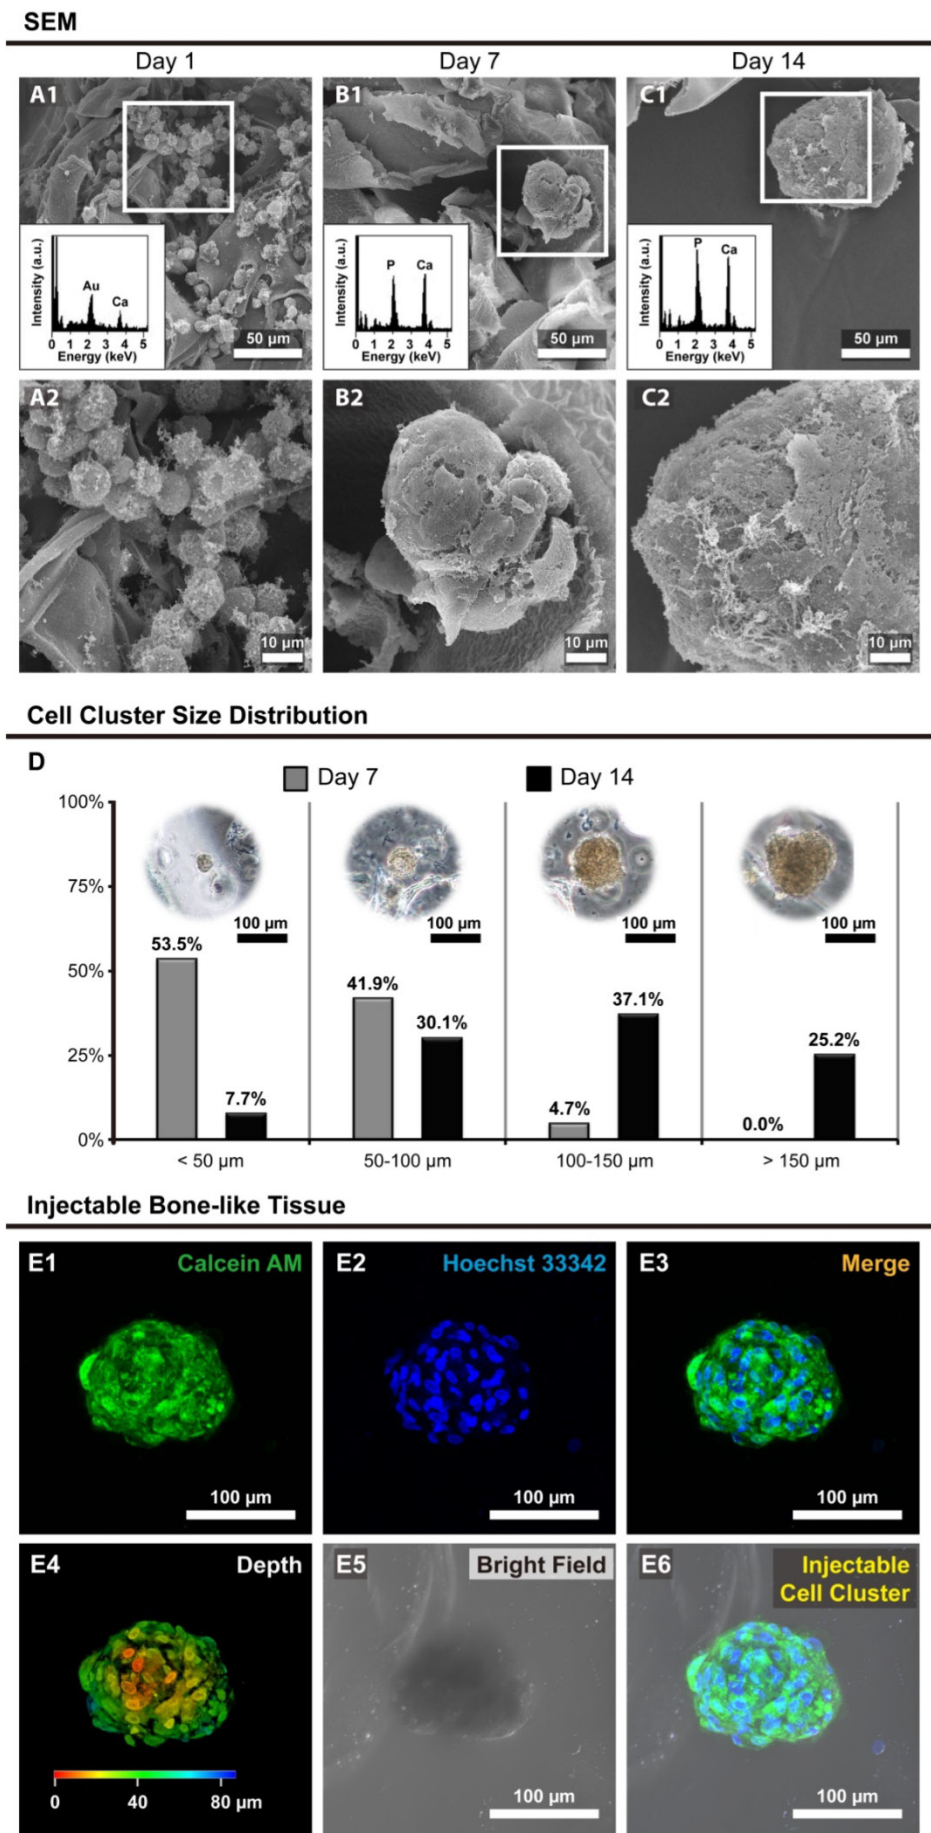 SEM
Day 1
Day 7
Day 14
A1
Intensity (a.u.)
Au
Ca
0 1 2 3 4 5
Energy (keV)
50 µm
B1
Intensity (a.u.)
P
Ca
0 1 2 3 4 5
Energy (keV)
50 µm
C1
Intensity (a.u.)
P
Ca
0 1 2 3 4 5
Energy (keV)
50 µm
A2
10 µm
B2
10 µm
C2
10 µm
Cell Cluster Size Distribution
D
Day 7
Day 14
100%
75%
50%
25%
0%
100 µm
100 µm
100 µm
100 µm
53.5%
7.7%
41.9%
30.1%
4.7%
37.1%
0.0%
25.2%
< 50 µm
50-100 µm
100-150 µm
> 150 µm
Injectable Bone-like Tissue
E1
Calcein AM
100 µm
E2
Hoechst 33342
100 µm
E3
Merge
100 µm
E4
Depth
0 40 80 µm
E5
Bright Field
100 µm
E6
Injectable
Cell Cluster
100 µm